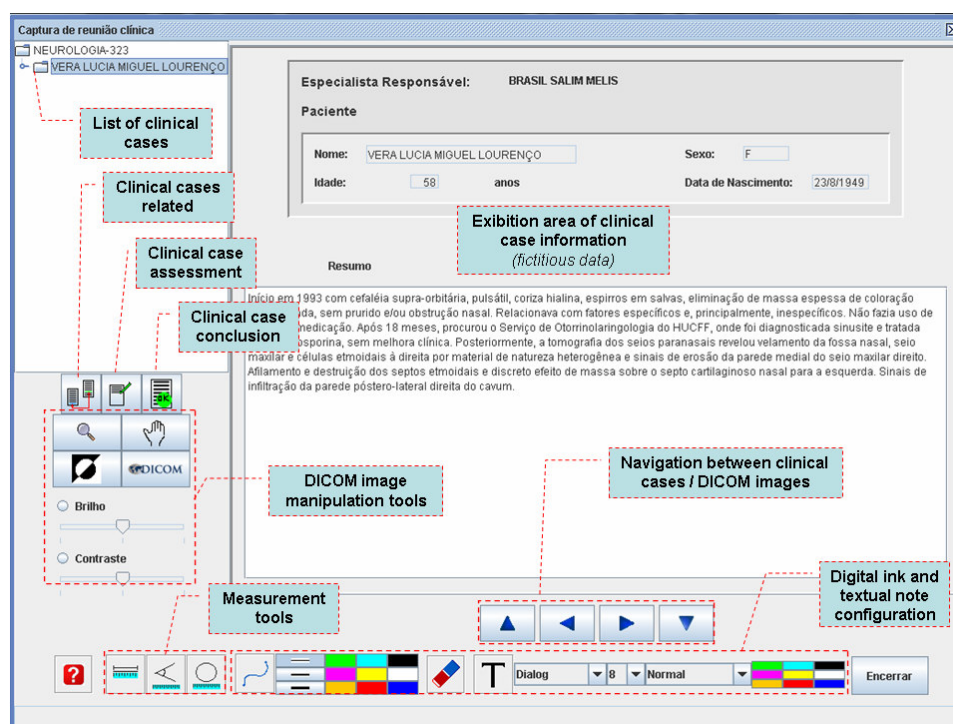 Captura de reunião clínica
NEUROLOGIA-323
VERA LUCIA MIGUEL LOURENÇO
List of clinical
cases
Clinical cases
related
Clinical case
assessment
Clinical case
conclusion
Especialista Responsável: BRASIL SALIM MELIS
Paciente
Nome: VERA LUCIA MIGUEL LOURENÇO Sexo: F
Idade: 58 anos Data de Nascimento: 23/8/1949
Exibition area of clinical
case information
(fictitious data)
Resumo
Início em 1993 com cefaléia supra-orbitária, pulsátil, coriza hialina, espirros em salvas, eliminação de massa espessa de coloração
da, sem prurido e/ou obstrução nasal. Relacionava com fatores específicos e, principalmente, inespecíficos. Não fazia uso de
nedicação. Após 18 meses, procurou o Serviço de Otorrinolaringologia do HUCFF, onde foi diagnosticada sinusite e tratada
osporina, sem melhora clínica. Posteriormente, a tomografia dos seios paranasais revelou velamento da fossa nasal, seio
maxilar e células etmoidais à direita por material de natureza heterogênea e sinais de erosão da parede medial do seio maxilar direito.
Afilamento e destruição dos septos etmoidais e discreto efeito de massa sobre o septo cartilaginoso nasal para a esquerda. Sinais de
infiltração da parede póstero-lateral direita do cavum.
OK
DICOM
Brilho
Contraste
DICOM image
manipulation tools
Navigation between clinical
cases / DICOM images
Measurement
tools
Digital ink and
textual note
configuration
? T Dialog 8 Normal Encerrar